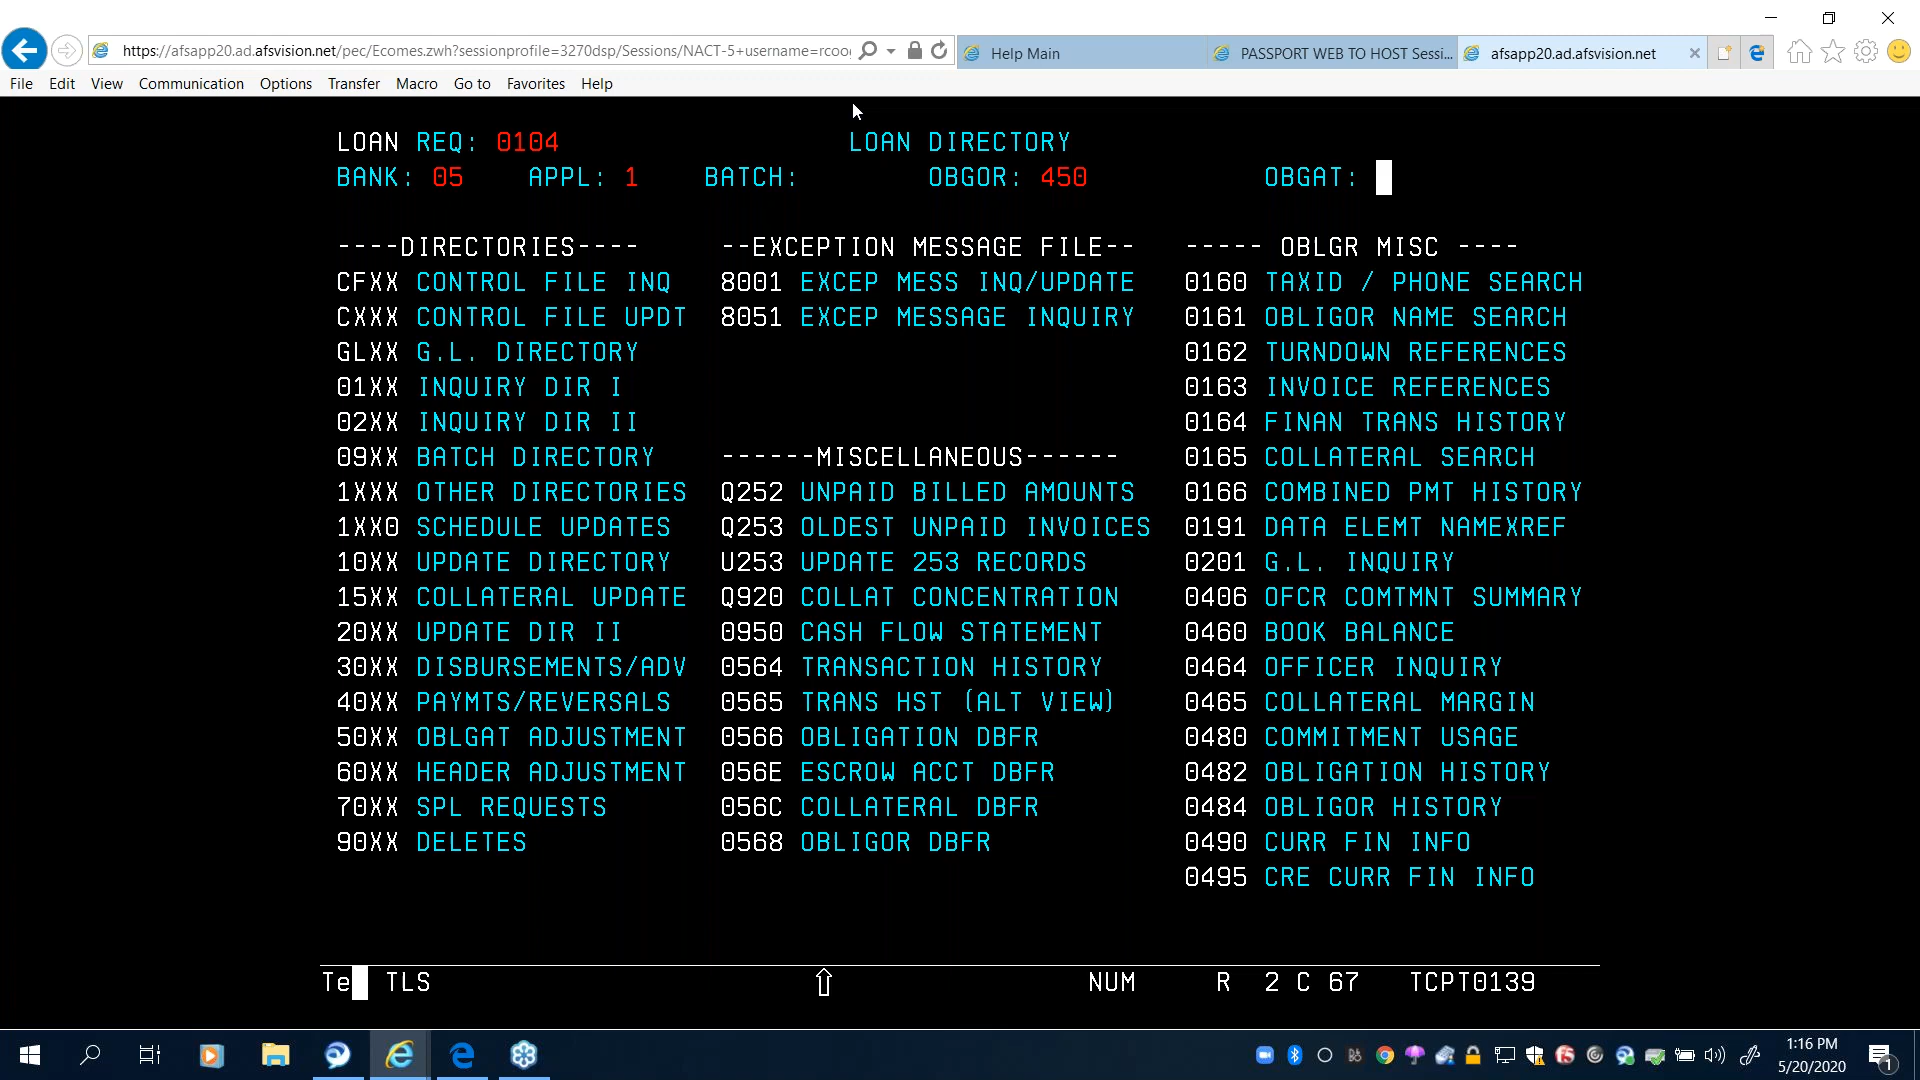 https://afsapp20.ad.afsvision.net/pec/Ecomes.zwh?sessionprofile=3270dsp/Sessions/NACT-5+username=rcoo
Help Main
PASSPORT WEB TO HOST Sessi...
afsapp20.ad.afsvision.net
File Edit View Communication Options Transfer Macro Go to Favorites Help
LOAN REQ: 0104 LOAN DIRECTORY
BANK: 05 APPL: 1 BATCH: OBGOR: 450 OBGAT:
----DIRECTORIES---- --EXCEPTION MESSAGE FILE-- ----- OBLGR MISC ----
CFXX CONTROL FILE INQ 8001 EXCEP MESS INQ/UPDATE 0160 TAXID / PHONE SEARCH
CXXX CONTROL FILE UPDT 8051 EXCEP MESSAGE INQUIRY 0161 OBLIGOR NAME SEARCH
GLXX G.L. DIRECTORY 0162 TURNDOWN REFERENCES
01XX INQUIRY DIR I 0163 INVOICE REFERENCES
02XX INQUIRY DIR II 0164 FINAN TRANS HISTORY
09XX BATCH DIRECTORY ------MISCELLANEOUS------ 0165 COLLATERAL SEARCH
1XXX OTHER DIRECTORIES Q252 UNPAID BILLED AMOUNTS 0166 COMBINED PMT HISTORY
1XX0 SCHEDULE UPDATES Q253 OLDEST UNPAID INVOICES 0191 DATA ELEMT NAMEXREF
10XX UPDATE DIRECTORY U253 UPDATE 253 RECORDS 0201 G.L. INQUIRY
15XX COLLATERAL UPDATE Q920 COLLAT CONCENTRATION 0406 OFCR COMTMNT SUMMARY
20XX UPDATE DIR II 0950 CASH FLOW STATEMENT 0460 BOOK BALANCE
30XX DISBURSEMENTS/ADV 0564 TRANSACTION HISTORY 0464 OFFICER INQUIRY
40XX PAYMTS/REVERSALS 0565 TRANS HST (ALT VIEW) 0465 COLLATERAL MARGIN
50XX OBLGAT ADJUSTMENT 0566 OBLIGATION DBFR 0480 COMMITMENT USAGE
60XX HEADER ADJUSTMENT 056E ESCROW ACCT DBFR 0482 OBLIGATION HISTORY
70XX SPL REQUESTS 056C COLLATERAL DBFR 0484 OBLIGOR HISTORY
90XX DELETES 0568 OBLIGOR DBFR 0490 CURR FIN INFO
0495 CRE CURR FIN INFO
Te TLS NUM R 2 C 67 TCPT0139
1:16 PM
5/20/2020
1